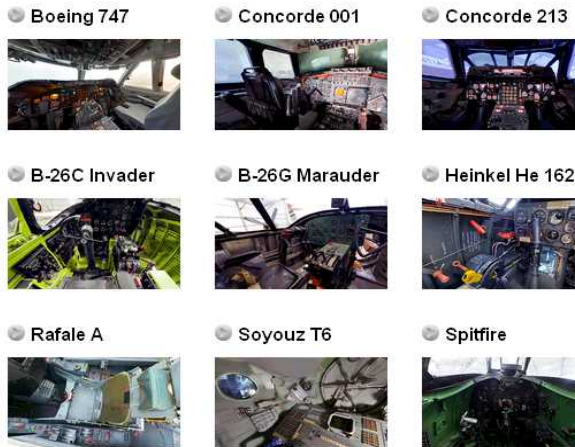 Boeing 747
Concorde 001
Concorde 213
B-26C Invader
B-26G Marauder
Heinkel He 162
Rafale A
Soyouz T6
Spitfire